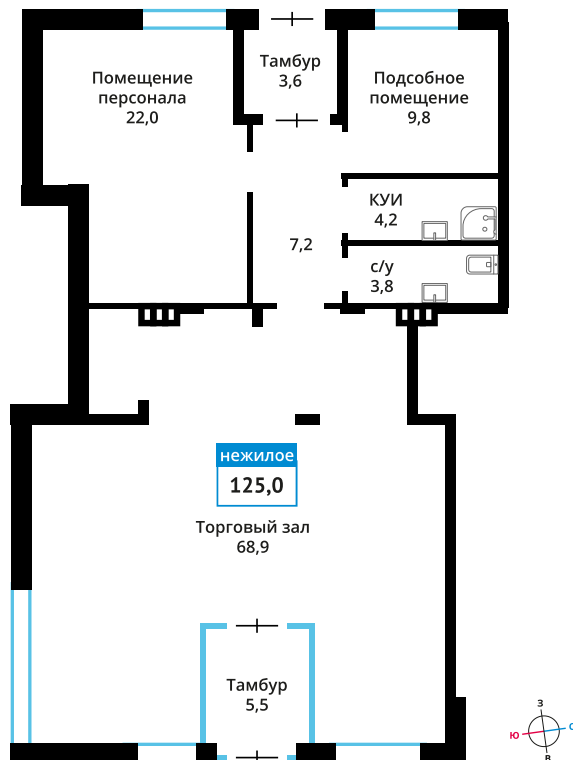 Помещение
персонала
22,0
Тамбур
3,6
Подсобное
помещение
9,8
КУИ
4,2
7,2
с/у
3,8
нежилое
125,0
Торговый зал
68,9
Тамбур
5,5
З
Ю
С
В